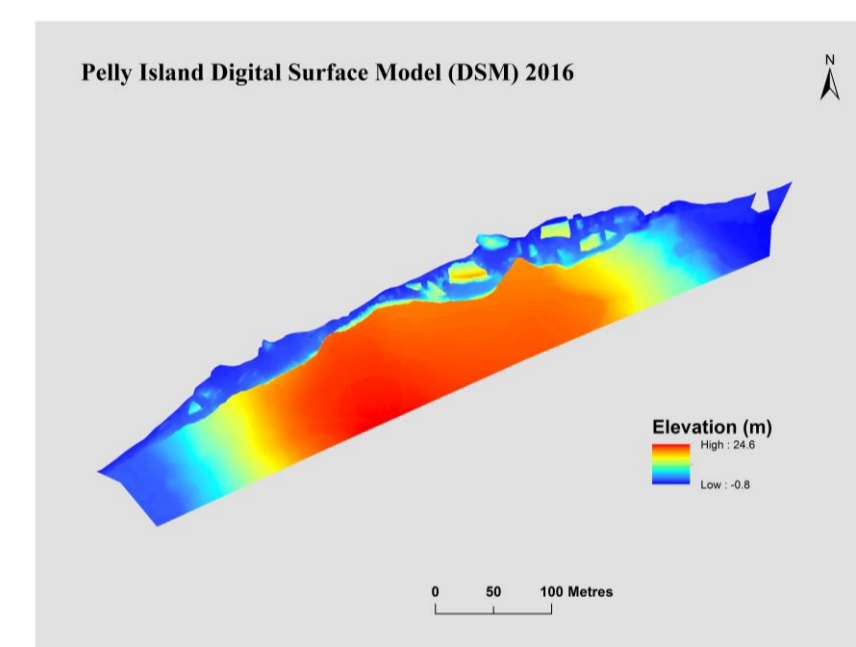 Pelly Island Digital Surface Model (DSM) 2016
N
Elevation (m)
High : 24.6
Low : -0.8
0 50 100 Metres